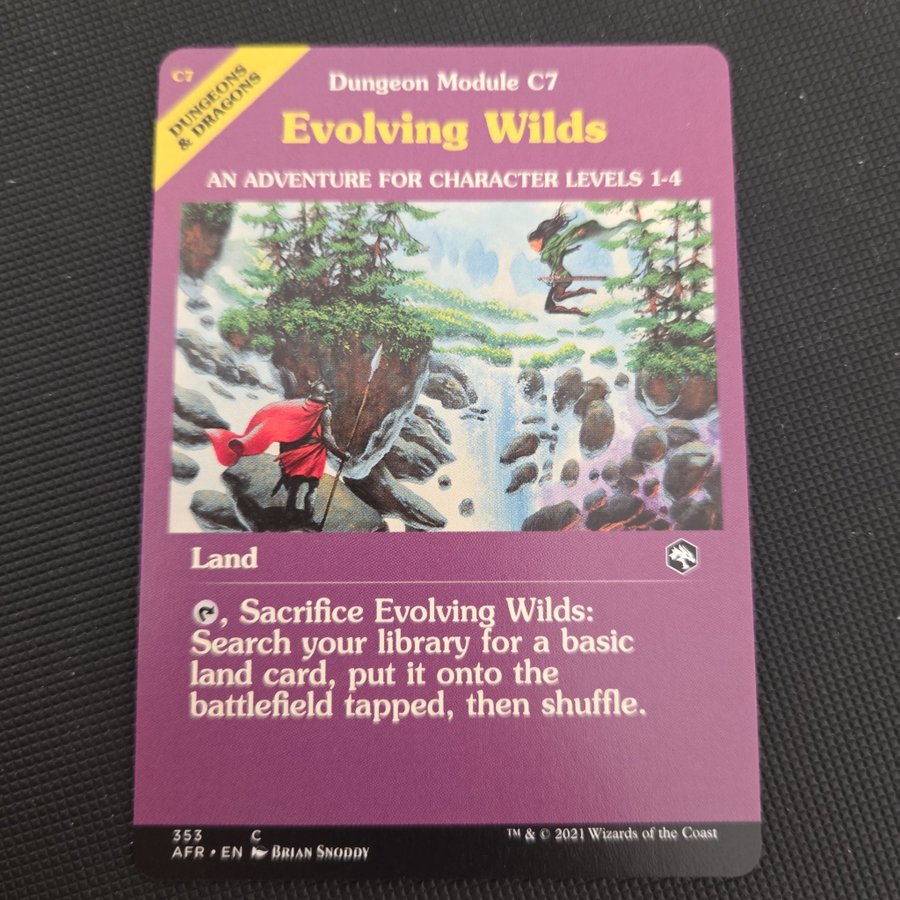 C7
DUNGEONS
& DRAGONS
Dungeon Module C7
Evolving Wilds
AN ADVENTURE FOR CHARACTER LEVELS 1-4
Land
, Sacrifice Evolving Wilds:
Search your library for a basic
land card, put it onto the
battlefield tapped, then shuffle.
353 C
AFR • EN BRIAN SNODDY
™ & © 2021 Wizards of the Coast